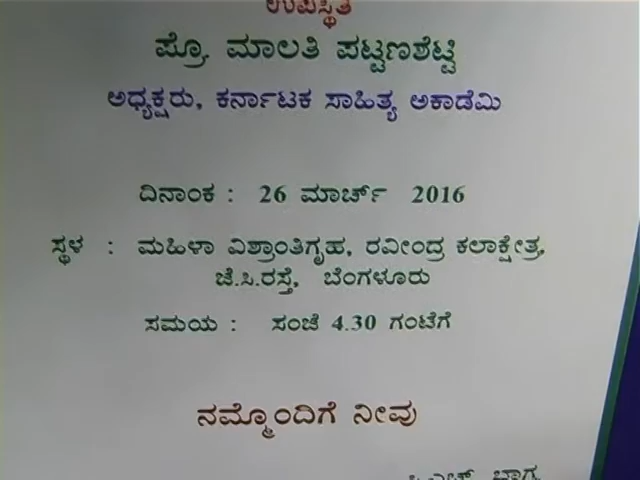 ಉಪಸ್ಥಿತಿ
ಪ್ರೊ. ಮಾಲತಿ ಪಟ್ಟಣಶೆಟ್ಟಿ
ಅಧ್ಯಕ್ಷರು, ಕರ್ನಾಟಕ ಸಾಹಿತ್ಯ ಅಕಾಡೆಮಿ
ದಿನಾಂಕ : 26 ಮಾರ್ಚ್ 2016
ಸ್ಥಳ : ಮಹಿಳಾ ವಿಶ್ರಾಂತಿಗೃಹ, ರವೀಂದ್ರ ಕಲಾಕ್ಷೇತ್ರ,
ಜೆ.ಸಿ.ರಸ್ತೆ, ಬೆಂಗಳೂರು
ಸಮಯ : ಸಂಜೆ 4.30 ಗಂಟೆಗೆ
ನಮ್ಮೊಂದಿಗೆ ನೀವು